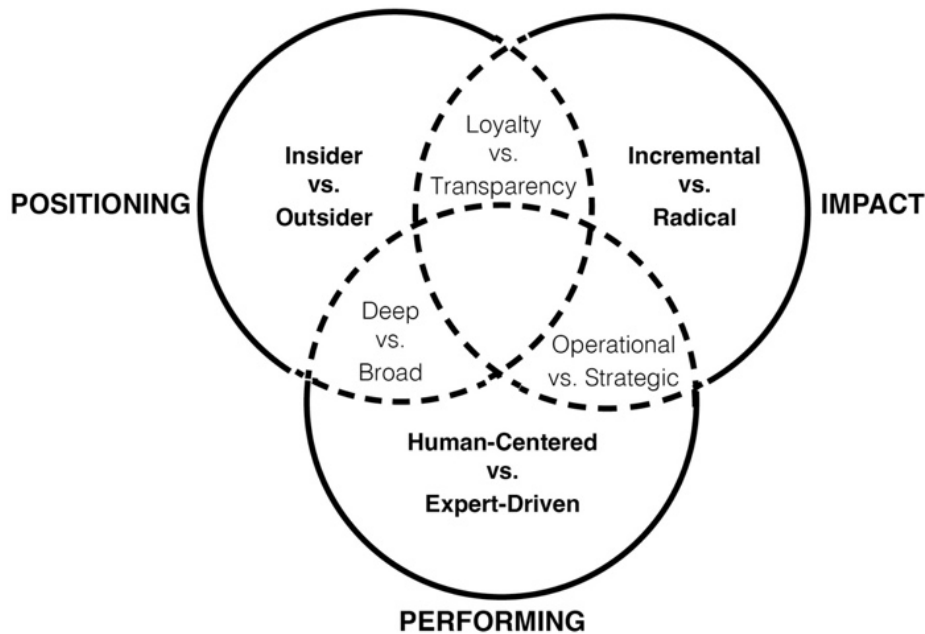 Loyalty
vs.
Transparency
Insider
vs.
Outsider
Incremental
vs.
Radical
POSITIONING
IMPACT
Deep
vs.
Broad
Operational
vs. Strategic
Human-Centered
vs.
Expert-Driven
PERFORMING